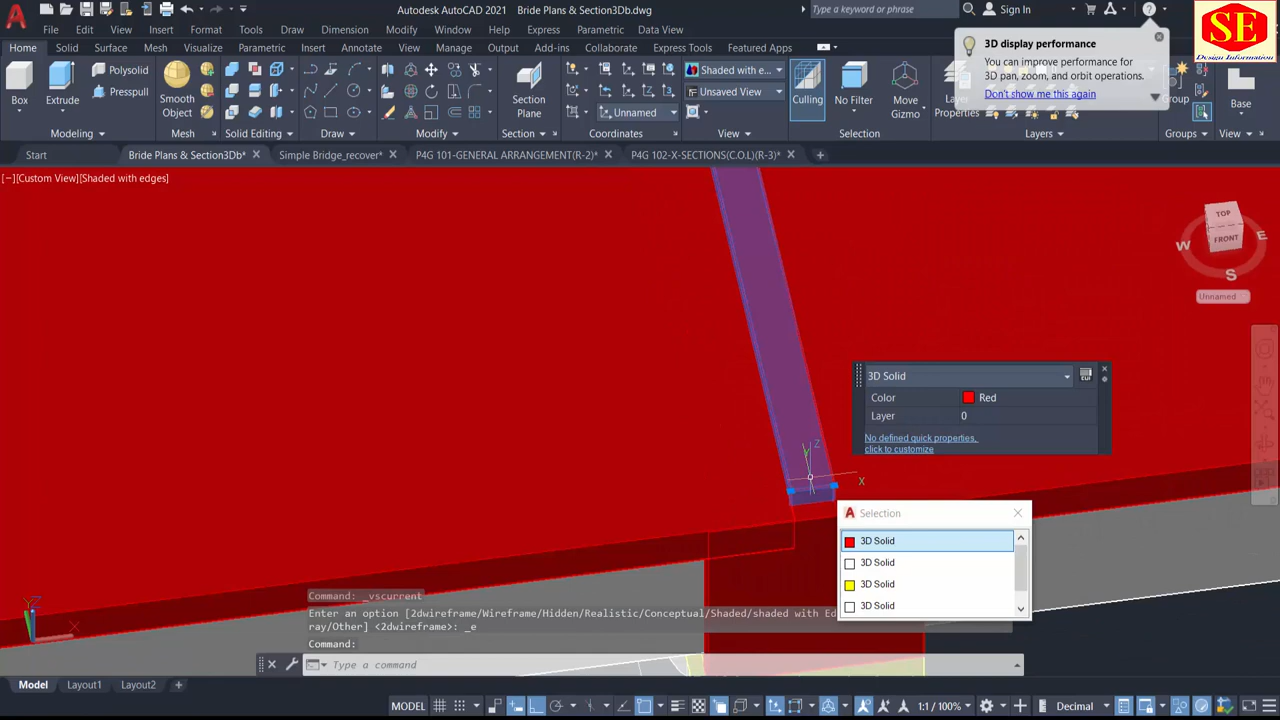 Autodesk AutoCAD 2021 Bride Plans & Section3Db.dwg
Type a keyword or phrase
Sign In
SE
Design Information
File Edit View Insert Format Tools Draw Dimension Modify Window Help Express Parametric
Home Solid Surface Mesh Visualize Parametric Insert Annotate View Manage Output Add-ins Collaborate Express Tools Featured Apps
3D display performance
You can improve performance for
3D pan, zoom, and orbit operations.
Don't show me this again
Box
Extrude
Polysolid
Presspull
Smooth
Object
Section
Plane
Unnamed
Shaded with e...
Unsaved View
Culling
No Filter
Move
Gizmo
Layer
Properties
Group
Base
Modeling Mesh Solid Editing Draw Modify Section Coordinates View Selection Layers Groups View
Start Bride Plans & Section3Db* Simple Bridge_recover* P4G 101-GENERAL ARRANGEMENT(R-2)* P4G 102-X-SECTIONS(C.O.L)(R-3)*
[−][Custom View][Shaded with edges]
TOP
FRONT
W E
S
Unnamed
3D Solid
Color Red
Layer 0
No defined quick properties,
click to customize
Z
Y
X
Selection
3D Solid
3D Solid
3D Solid
3D Solid
Command: _vscurrent
Enter an option [2dwireframe/Wireframe/Hidden/Realistic/Conceptual/Shaded/shaded with Ed
ray/Other] <2dwireframe>: _e
Command:
Type a command
Model Layout1 Layout2
MODEL 1:1 / 100% Decimal